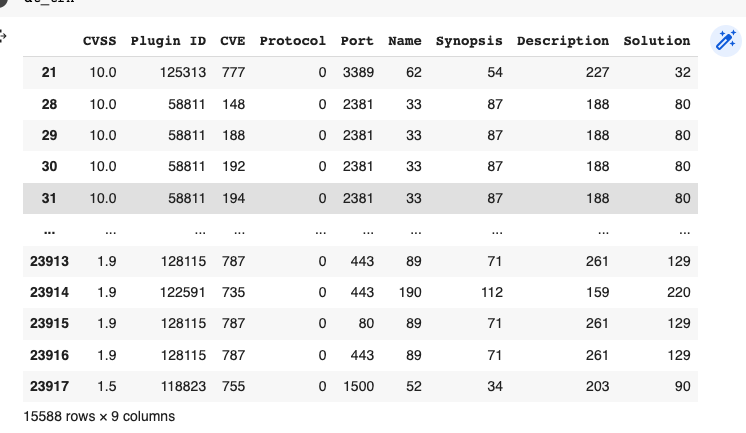 CVSS Plugin ID CVE Protocol Port Name Synopsis Description Solution
21 10.0 125313 777 0 3389 62 54 227 32
28 10.0 58811 148 0 2381 33 87 188 80
29 10.0 58811 188 0 2381 33 87 188 80
30 10.0 58811 192 0 2381 33 87 188 80
31 10.0 58811 194 0 2381 33 87 188 80
... ... ... ... ... ... ... ... ... ...
23913 1.9 128115 787 0 443 89 71 261 129
23914 1.9 122591 735 0 443 190 112 159 220
23915 1.9 128115 787 0 80 89 71 261 129
23916 1.9 128115 787 0 443 89 71 261 129
23917 1.5 118823 755 0 1500 52 34 203 90
15588 rows × 9 columns